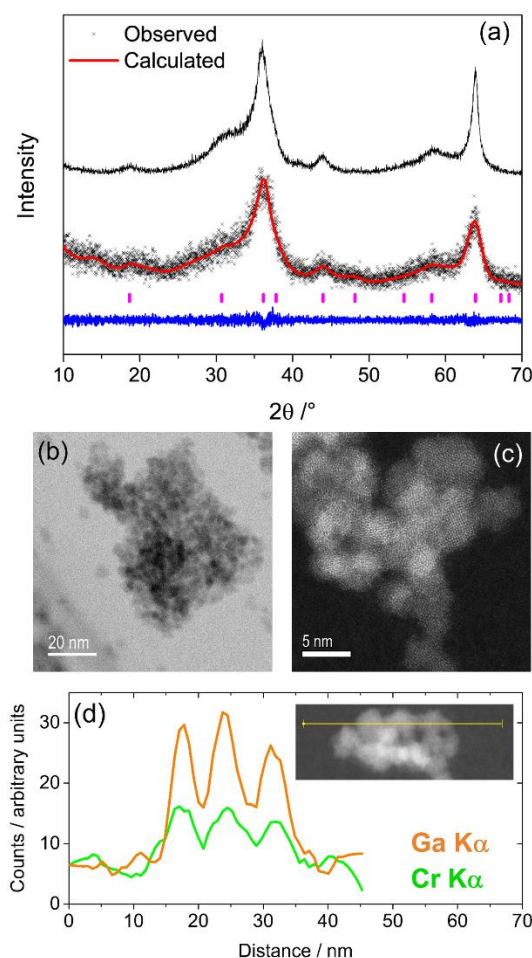 (a)
Observed
Calculated
Intensity
10 20 30 40 50 60 70
2θ /°
(b)
20 nm
(c)
5 nm
(d)
Counts / arbitrary units
30
20
10
0
Ga Kα
Cr Kα
0 10 20 30 40 50 60 70
Distance / nm